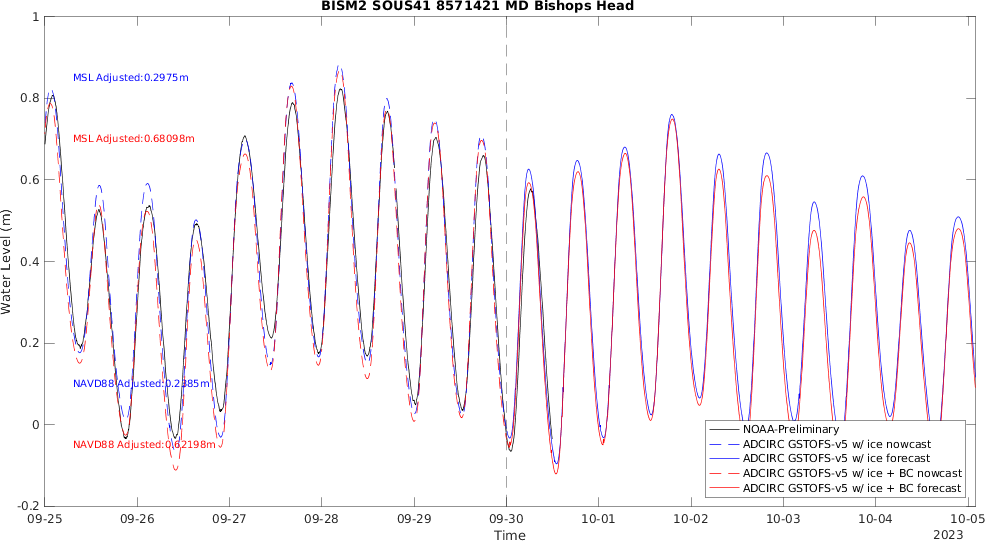 BISM2 SOUS41 8571421 MD Bishops Head
1
0.8
0.6
0.4
0.2
0
-0.2
Water Level (m)
MSL Adjusted:0.2975m
MSL Adjusted:0.68098m
NAVD88 Adjusted:0.2385m
NAVD88 Adjusted:0.62198m
NOAA-Preliminary
ADCIRC GSTOFS-v5 w/ ice nowcast
ADCIRC GSTOFS-v5 w/ ice forecast
ADCIRC GSTOFS-v5 w/ ice + BC nowcast
ADCIRC GSTOFS-v5 w/ ice + BC forecast
09-25 09-26 09-27 09-28 09-29 09-30 10-01 10-02 10-03 10-04 10-05
Time
2023